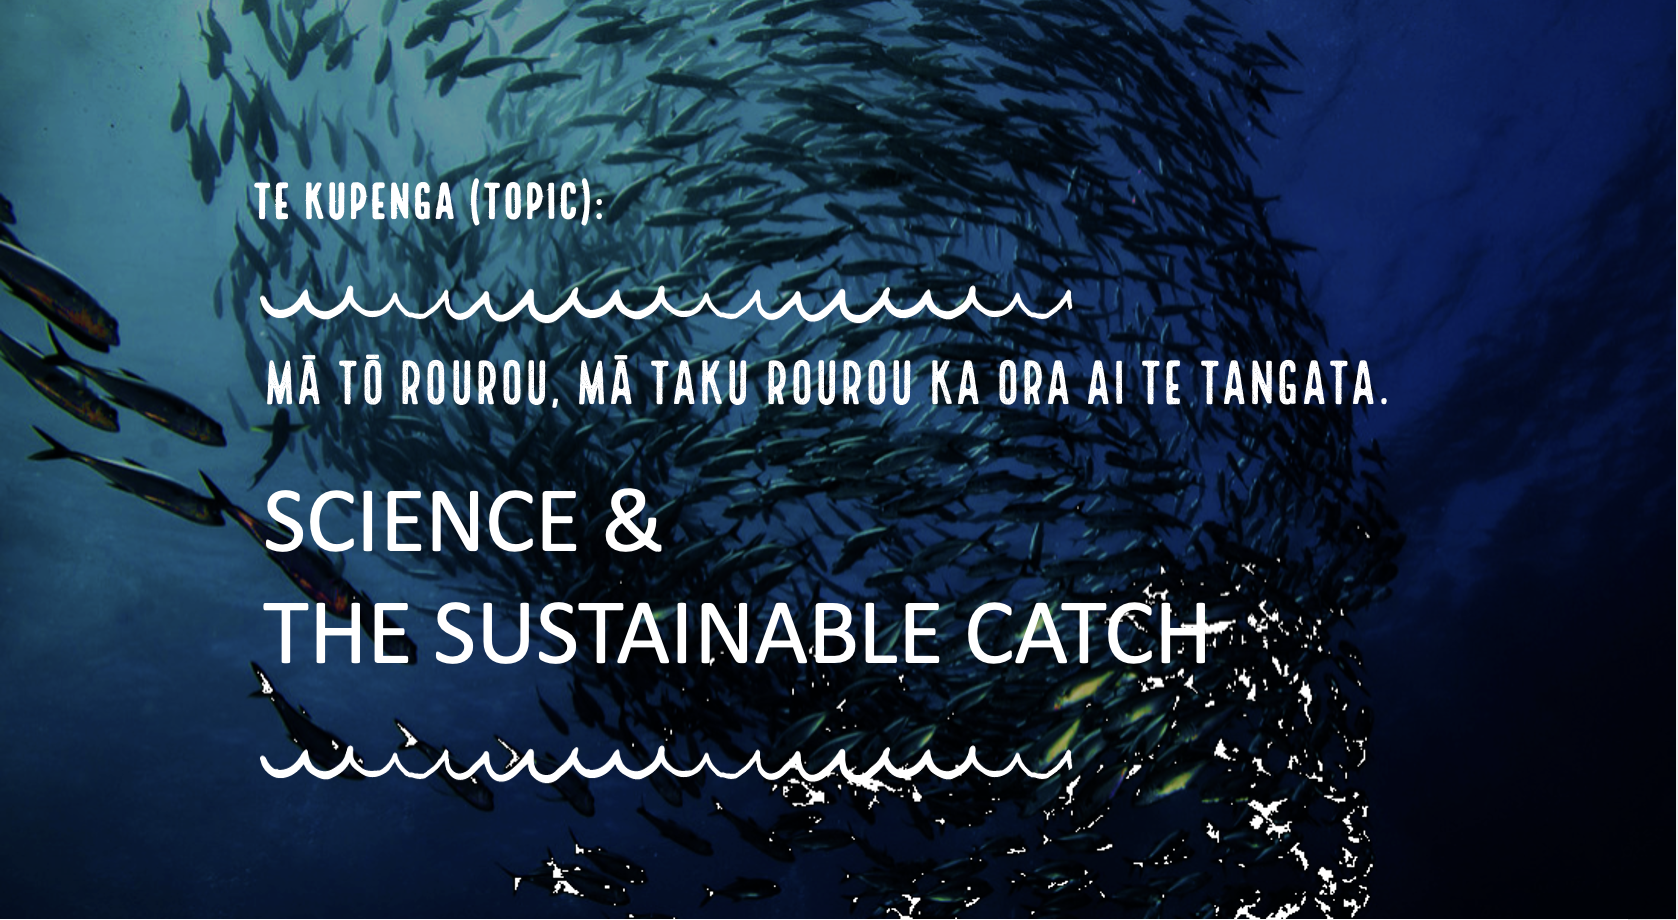 TE KUPENGA (TOPIC):
MĀ TŌ ROUROU, MĀ TAKU ROUROU KA ORA AI TE TANGATA.
SCIENCE &
THE SUSTAINABLE CATCH